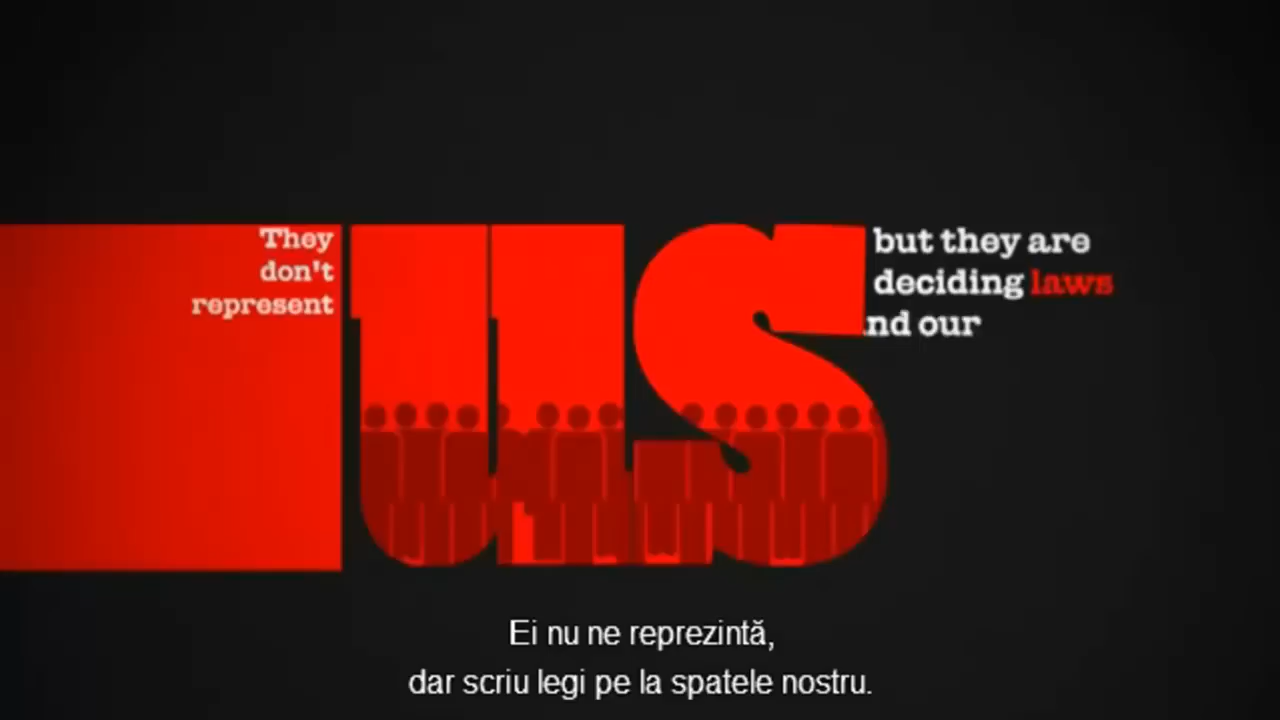 They
don't
represent
us
but they are
deciding laws
nd our
Ei nu ne reprezintă,
dar scriu legi pe la spatele nostru.